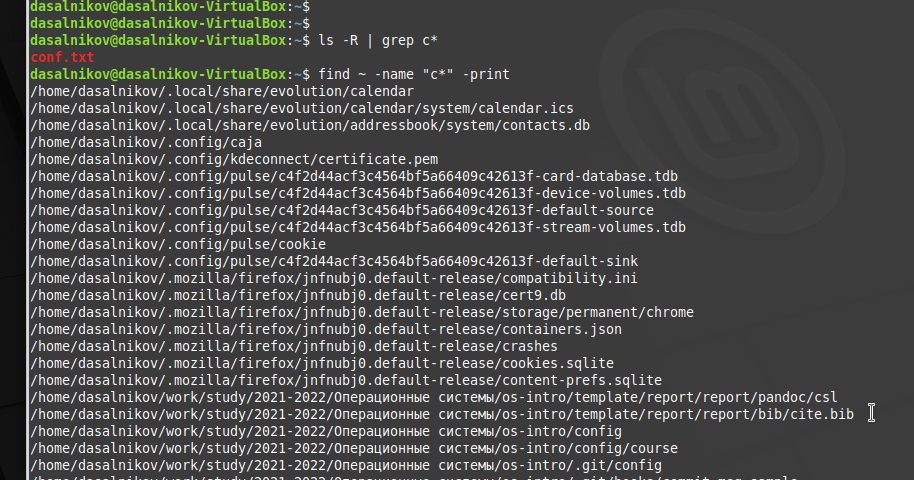 dasalnikov@dasalnikov-VirtualBox:~$
dasalnikov@dasalnikov-VirtualBox:~$
dasalnikov@dasalnikov-VirtualBox:~$ ls -R | grep c*
conf.txt
dasalnikov@dasalnikov-VirtualBox:~$ find ~ -name "c*" -print
/home/dasalnikov/.local/share/evolution/calendar
/home/dasalnikov/.local/share/evolution/calendar/system/calendar.ics
/home/dasalnikov/.local/share/evolution/addressbook/system/contacts.db
/home/dasalnikov/.config/caja
/home/dasalnikov/.config/kdeconnect/certificate.pem
/home/dasalnikov/.config/pulse/c4f2d44acf3c4564bf5a66409c42613f-card-database.tdb
/home/dasalnikov/.config/pulse/c4f2d44acf3c4564bf5a66409c42613f-device-volumes.tdb
/home/dasalnikov/.config/pulse/c4f2d44acf3c4564bf5a66409c42613f-default-source
/home/dasalnikov/.config/pulse/c4f2d44acf3c4564bf5a66409c42613f-stream-volumes.tdb
/home/dasalnikov/.config/pulse/cookie
/home/dasalnikov/.config/pulse/c4f2d44acf3c4564bf5a66409c42613f-default-sink
/home/dasalnikov/.mozilla/firefox/jnfnubj0.default-release/compatibility.ini
/home/dasalnikov/.mozilla/firefox/jnfnubj0.default-release/cert9.db
/home/dasalnikov/.mozilla/firefox/jnfnubj0.default-release/storage/permanent/chrome
/home/dasalnikov/.mozilla/firefox/jnfnubj0.default-release/containers.json
/home/dasalnikov/.mozilla/firefox/jnfnubj0.default-release/crashes
/home/dasalnikov/.mozilla/firefox/jnfnubj0.default-release/cookies.sqlite
/home/dasalnikov/.mozilla/firefox/jnfnubj0.default-release/content-prefs.sqlite
/home/dasalnikov/work/study/2021-2022/Операционные системы/os-intro/template/report/report/pandoc/csl
/home/dasalnikov/work/study/2021-2022/Операционные системы/os-intro/template/report/report/bib/cite.bib
/home/dasalnikov/work/study/2021-2022/Операционные системы/os-intro/config
/home/dasalnikov/work/study/2021-2022/Операционные системы/os-intro/config/course
/home/dasalnikov/work/study/2021-2022/Операционные системы/os-intro/.git/config